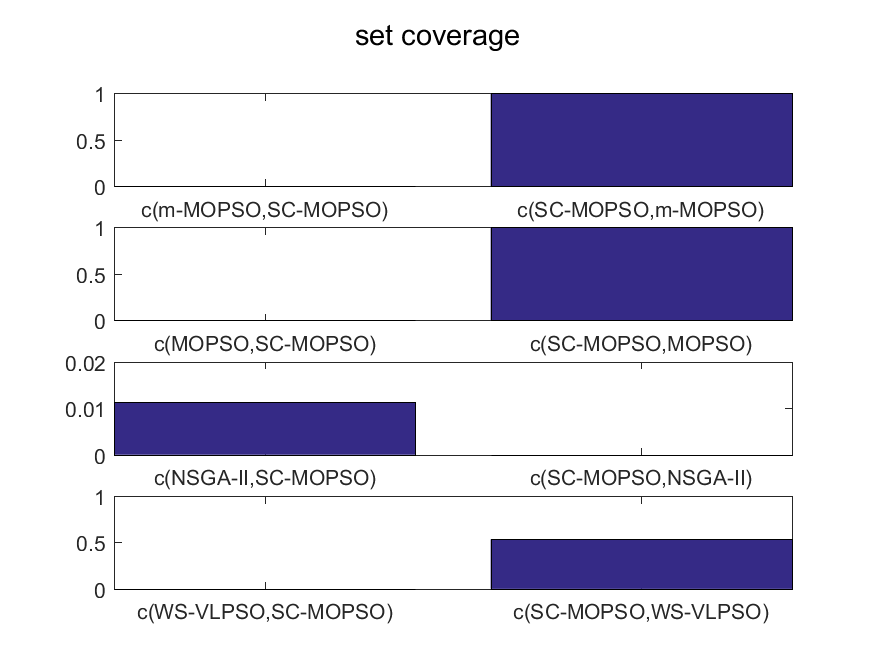 set coverage
1
0.5
0
c(m-MOPSO,SC-MOPSO) c(SC-MOPSO,m-MOPSO)
1
0.5
0
c(MOPSO,SC-MOPSO) c(SC-MOPSO,MOPSO)
0.02
0.01
0
c(NSGA-II,SC-MOPSO) c(SC-MOPSO,NSGA-II)
1
0.5
0
c(WS-VLPSO,SC-MOPSO) c(SC-MOPSO,WS-VLPSO)